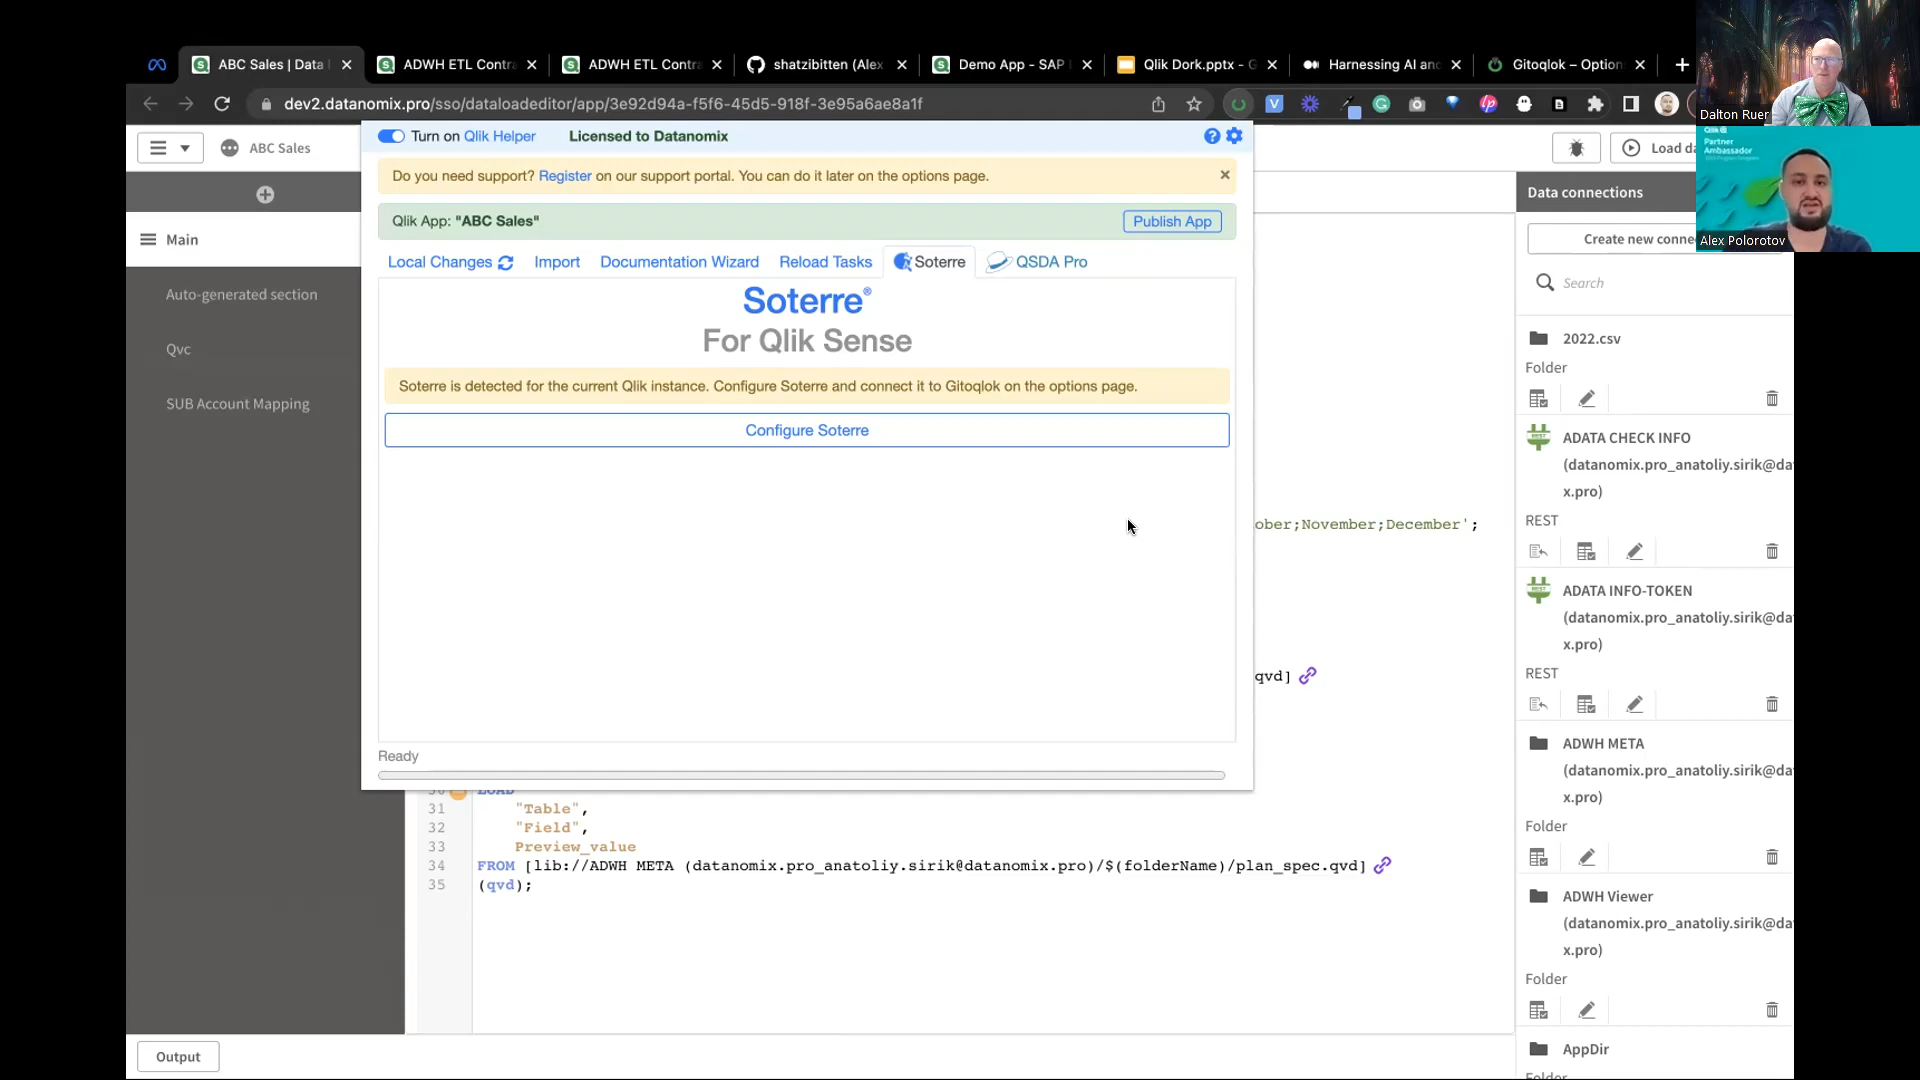 ABC Sales | Data
ADWH ETL Contra
ADWH ETL Contra
shatzibitten (Alex
Demo App - SAP
Qlik Dork.pptx - G
Harnessing AI and
Gitoqlok – Option
dev2.datanomix.pro/sso/dataloadeditor/app/3e92d94a-f5f6-45d5-918f-3e95a6ae8a1f
Dalton Ruer
Qlik
Partner
Ambassador
Alex Polorotov
ABC Sales
Turn on Qlik Helper
Licensed to Datanomix
Load da
Do you need support? Register on our support portal. You can do it later on the options page.
Qlik App: "ABC Sales"
Publish App
Local Changes
Import
Documentation Wizard
Reload Tasks
Soterre
QSDA Pro
Soterre®
For Qlik Sense
Soterre is detected for the current Qlik instance. Configure Soterre and connect it to Gitoqlok on the options page.
Configure Soterre
Ready
Main
Auto-generated section
Qvc
SUB Account Mapping
ober;November;December';
qvd]
30 LOAD
31 "Table",
32 "Field",
33 Preview_value
34 FROM [lib://ADWH META (datanomix.pro_anatoliy.sirik@datanomix.pro)/$(folderName)/plan_spec.qvd]
35 (qvd);
Output
Data connections
Create new conne
Search
2022.csv
Folder
ADATA CHECK INFO
(datanomix.pro_anatoliy.sirik@da
x.pro)
REST
ADATA INFO-TOKEN
(datanomix.pro_anatoliy.sirik@da
x.pro)
REST
ADWH META
(datanomix.pro_anatoliy.sirik@da
x.pro)
Folder
ADWH Viewer
(datanomix.pro_anatoliy.sirik@da
x.pro)
Folder
AppDir
Folder